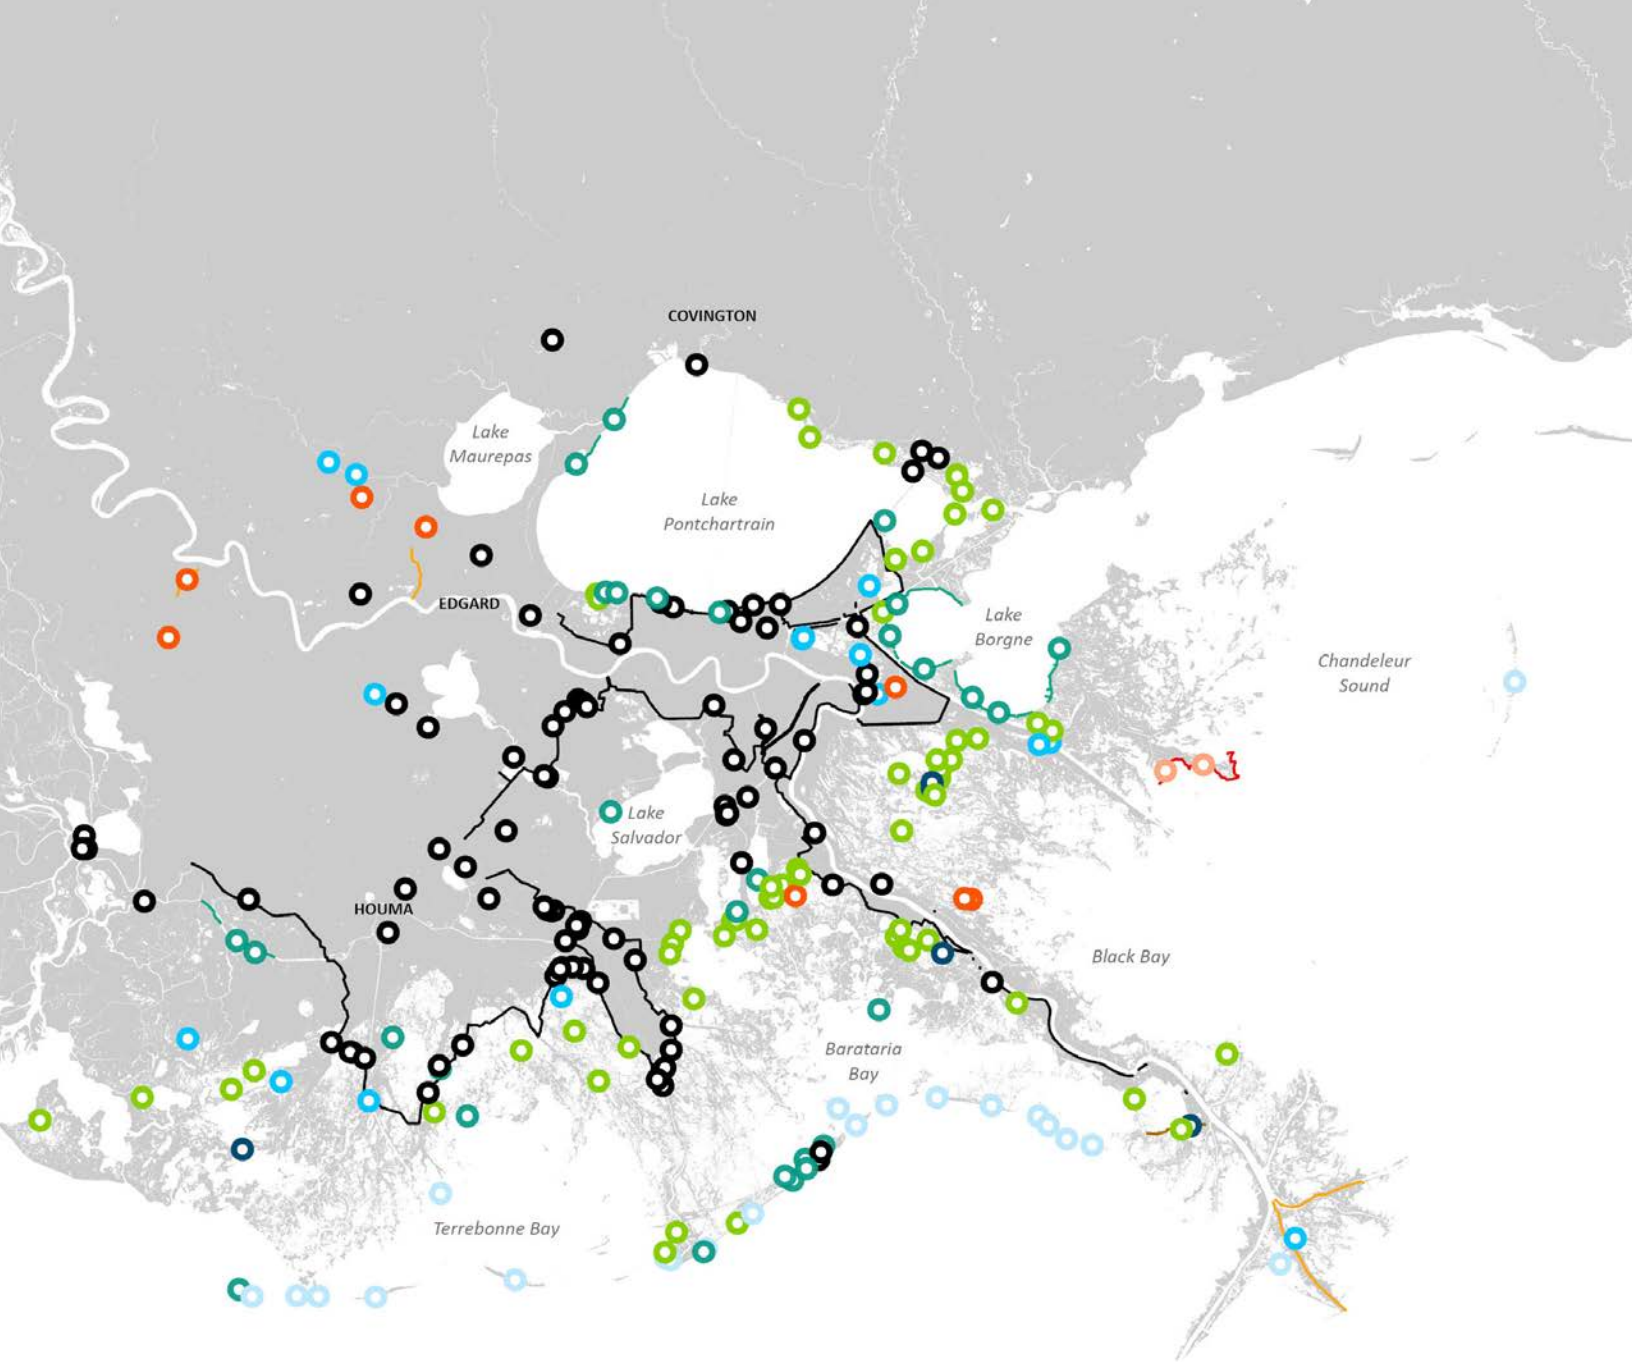 COVINGTON
Lake
Maurepas
Lake
Pontchartrain
EDGARD
Lake
Borgne
Chandeleur
Sound
Lake
Salvador
HOUMA
Black Bay
Barataria
Bay
Terrebonne Bay